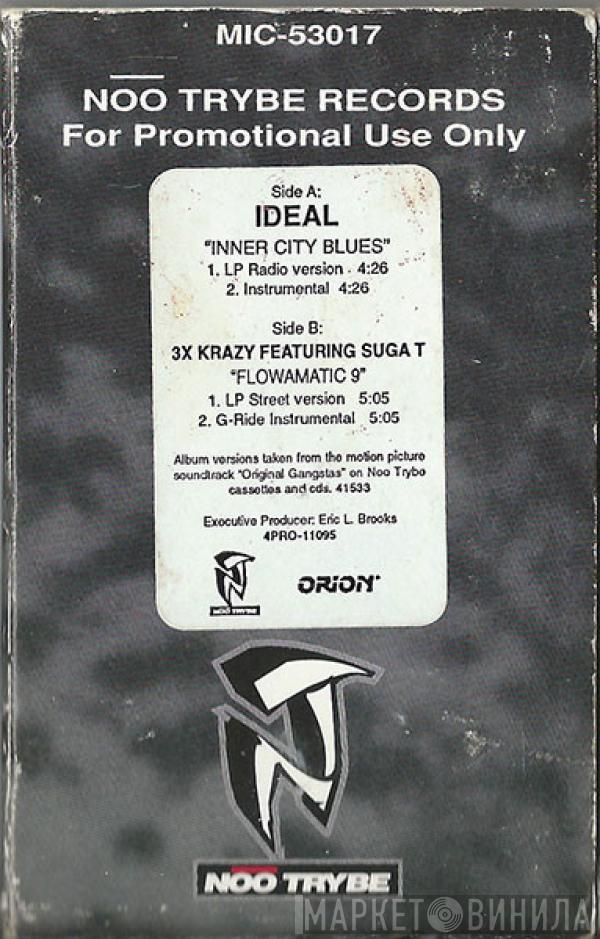 MIC-53017
NOO TRYBE RECORDS
For Promotional Use Only
Side A:
IDEAL
"INNER CITY BLUES"
1. LP Radio version - 4:26
2. Instrumental 4:26
Side B:
3X KRAZY FEATURING SUGA T
"FLOWAMATIC 9"
1. LP Street version 5:05
2. G-Ride Instrumental 5:05
Album versions taken from the motion picture
soundtrack "Original Gangstas" on Noo Trybe
cassettes and cds. 41533
Executive Producer: Eric L. Brooks
4PRO-11095
NOO TRYBE
ORION
NOO TRYBE
МАРКЕТ ВИНИЛА